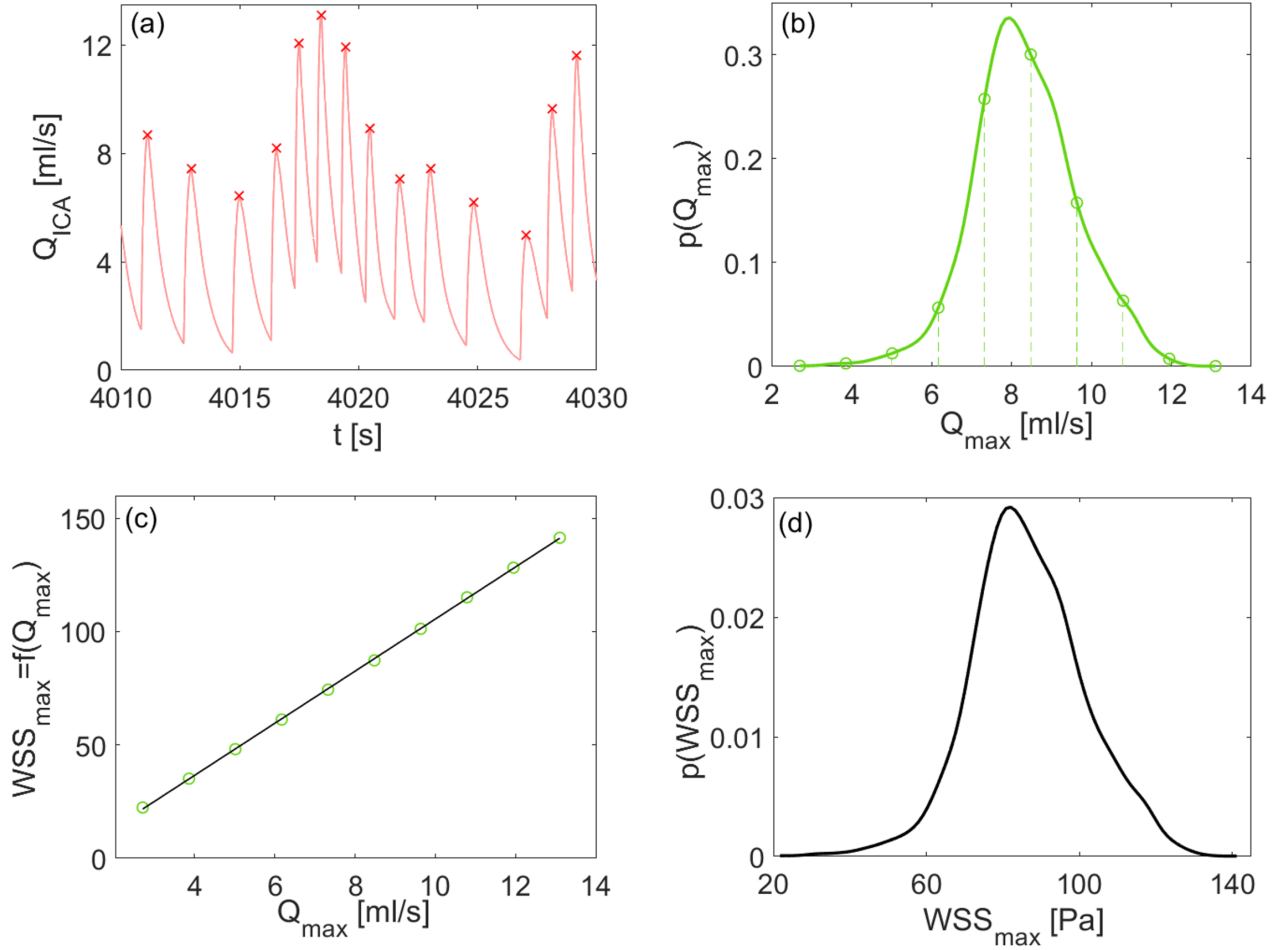 (a)
Q_ICA [ml/s]
12
8
4
0
4010 4015 4020 4025 4030
t [s]
(b)
p(Q_max)
0.3
0.2
0.1
0
2 4 6 8 10 12 14
Q_max [ml/s]
(c)
WSS_max=f(Q_max)
150
100
50
0
4 6 8 10 12 14
Q_max [ml/s]
(d)
p(WSS_max)
0.03
0.02
0.01
0
20 60 100 140
WSS_max [Pa]